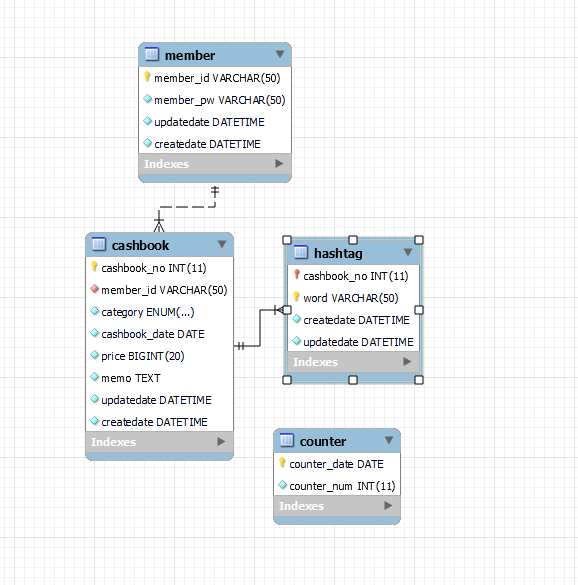 member
member_id VARCHAR(50)
member_pw VARCHAR(50)
updatedate DATETIME
createdate DATETIME
Indexes
cashbook
cashbook_no INT(11)
member_id VARCHAR(50)
category ENUM(...)
cashbook_date DATE
price BIGINT(20)
memo TEXT
updatedate DATETIME
createdate DATETIME
Indexes
hashtag
cashbook_no INT(11)
word VARCHAR(50)
createdate DATETIME
updatedate DATETIME
Indexes
counter
counter_date DATE
counter_num INT(11)
Indexes